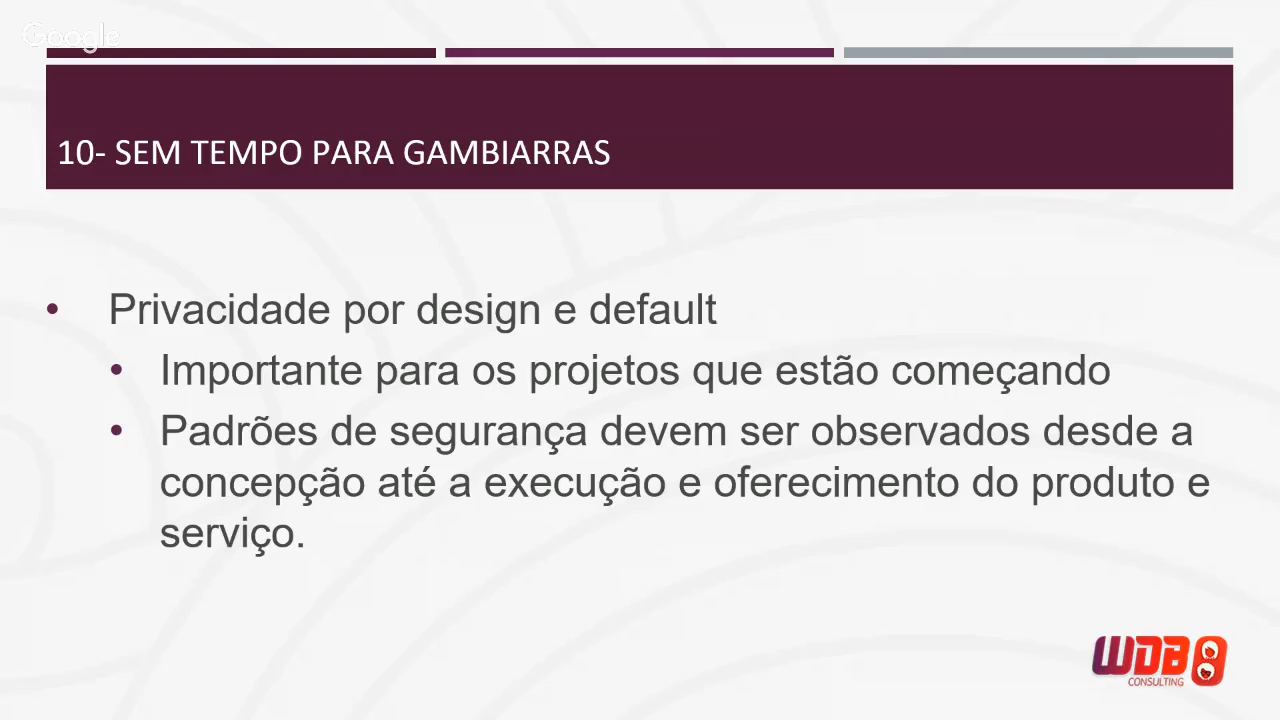 Google
10- SEM TEMPO PARA GAMBIARRAS
• Privacidade por design e default
• Importante para os projetos que estão começando
• Padrões de segurança devem ser observados desde a
concepção até a execução e oferecimento do produto e
serviço.
WDB
CONSULTING